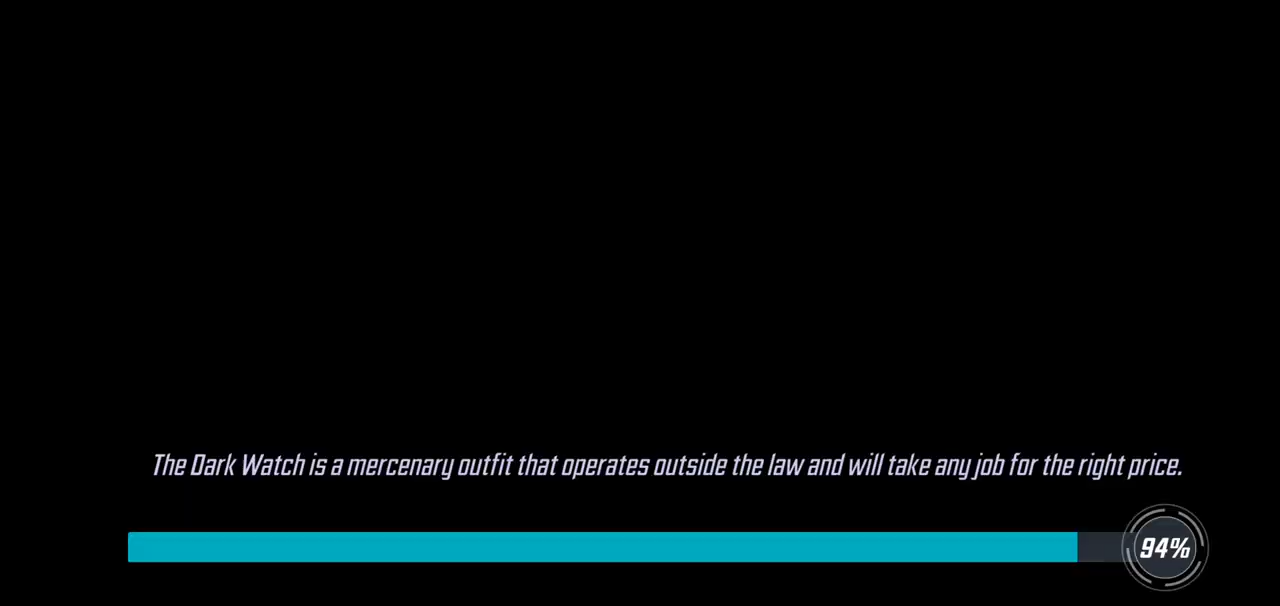 The Dark Watch is a mercenary outfit that operates outside the law and will take any job for the right price.
94%